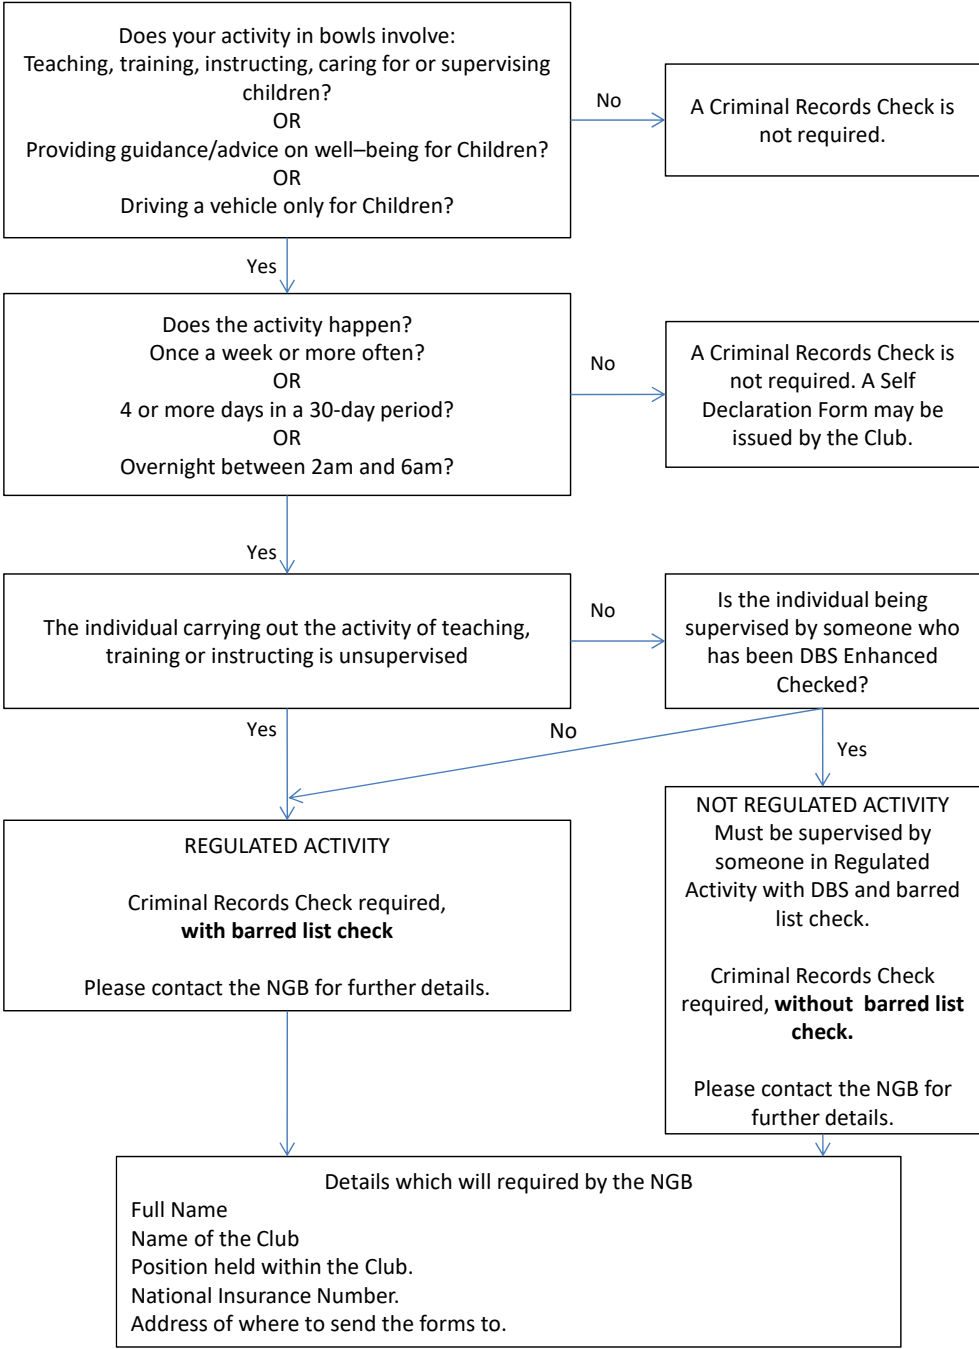 Does your activity in bowls involve:
Teaching, training, instructing, caring for or supervising
children?
OR
Providing guidance/advice on well–being for Children?
OR
Driving a vehicle only for Children?
No
A Criminal Records Check is
not required.
Yes
Does the activity happen?
Once a week or more often?
OR
4 or more days in a 30-day period?
OR
Overnight between 2am and 6am?
No
A Criminal Records Check is
not required. A Self
Declaration Form may be
issued by the Club.
Yes
The individual carrying out the activity of teaching,
training or instructing is unsupervised
No
Is the individual being
supervised by someone who
has been DBS Enhanced
Checked?
Yes
No
Yes
REGULATED ACTIVITY
Criminal Records Check required,
with barred list check
Please contact the NGB for further details.
NOT REGULATED ACTIVITY
Must be supervised by
someone in Regulated
Activity with DBS and barred
list check.
Criminal Records Check
required, without barred list
check.
Please contact the NGB for
further details.
Details which will required by the NGB
Full Name
Name of the Club
Position held within the Club.
National Insurance Number.
Address of where to send the forms to.